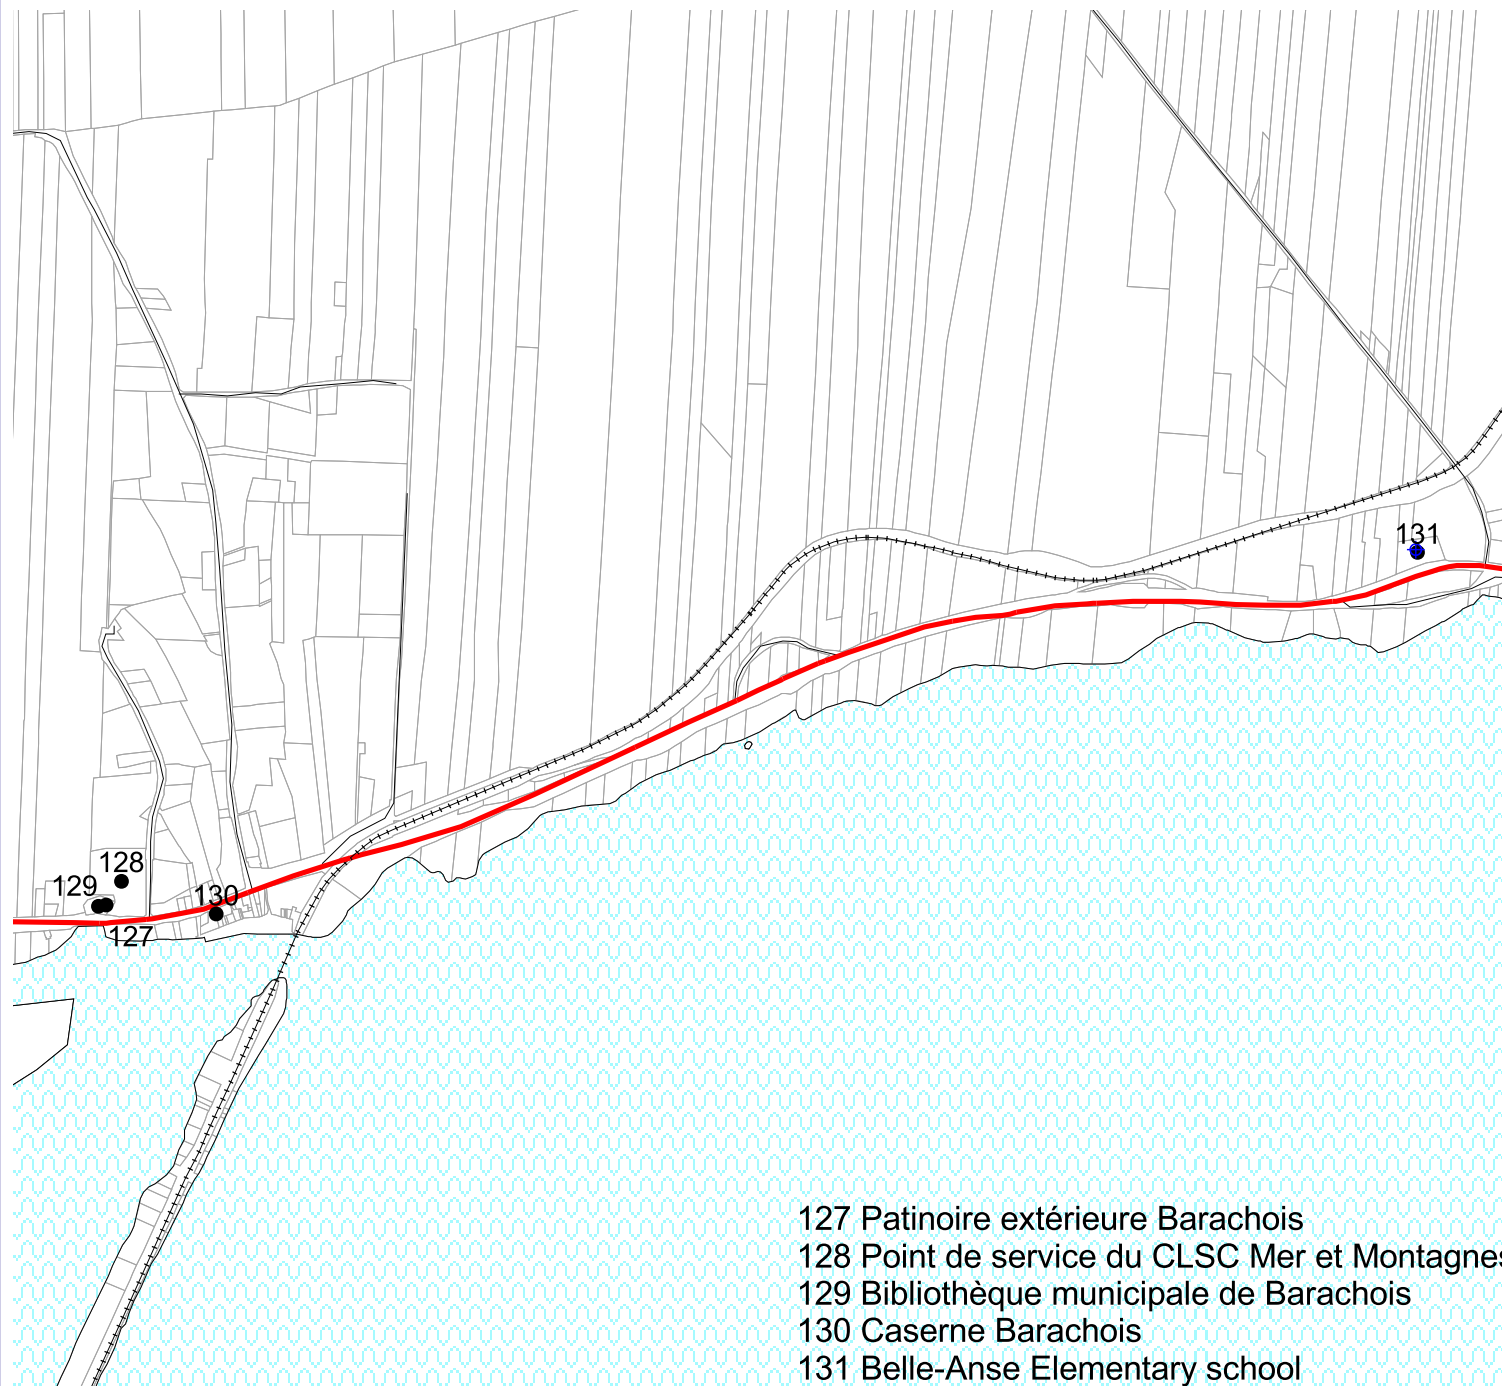 131
128
129
130
127
127 Patinoire extérieure Barachois
128 Point de service du CLSC Mer et Montagnes
129 Bibliothèque municipale de Barachois
130 Caserne Barachois
131 Belle-Anse Elementary school